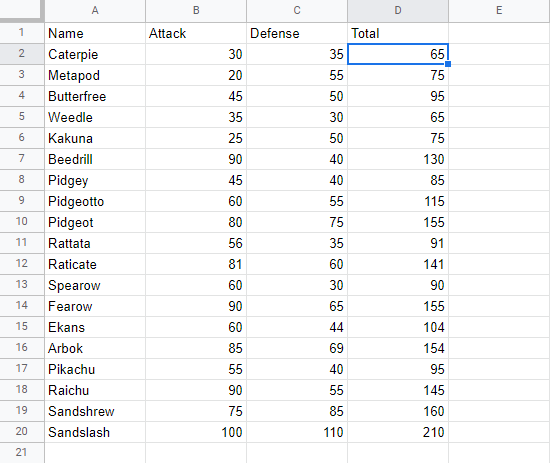 A B C D E
1 Name Attack Defense Total
2 Caterpie 30 35 65
3 Metapod 20 55 75
4 Butterfree 45 50 95
5 Weedle 35 30 65
6 Kakuna 25 50 75
7 Beedrill 90 40 130
8 Pidgey 45 40 85
9 Pidgeotto 60 55 115
10 Pidgeot 80 75 155
11 Rattata 56 35 91
12 Raticate 81 60 141
13 Spearow 60 30 90
14 Fearow 90 65 155
15 Ekans 60 44 104
16 Arbok 85 69 154
17 Pikachu 55 40 95
18 Raichu 90 55 145
19 Sandshrew 75 85 160
20 Sandslash 100 110 210
21